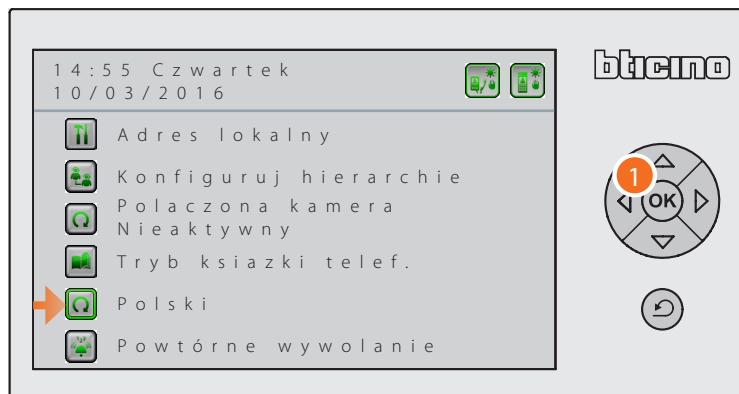 14:55 Czwartek
10/03/2016
bticino
Adres lokalny
Konfiguruj hierarchie
Polaczona kamera
Nieaktywny
Tryb ksiazki telef.
Polski
Powtórne wywolanie
1
OK